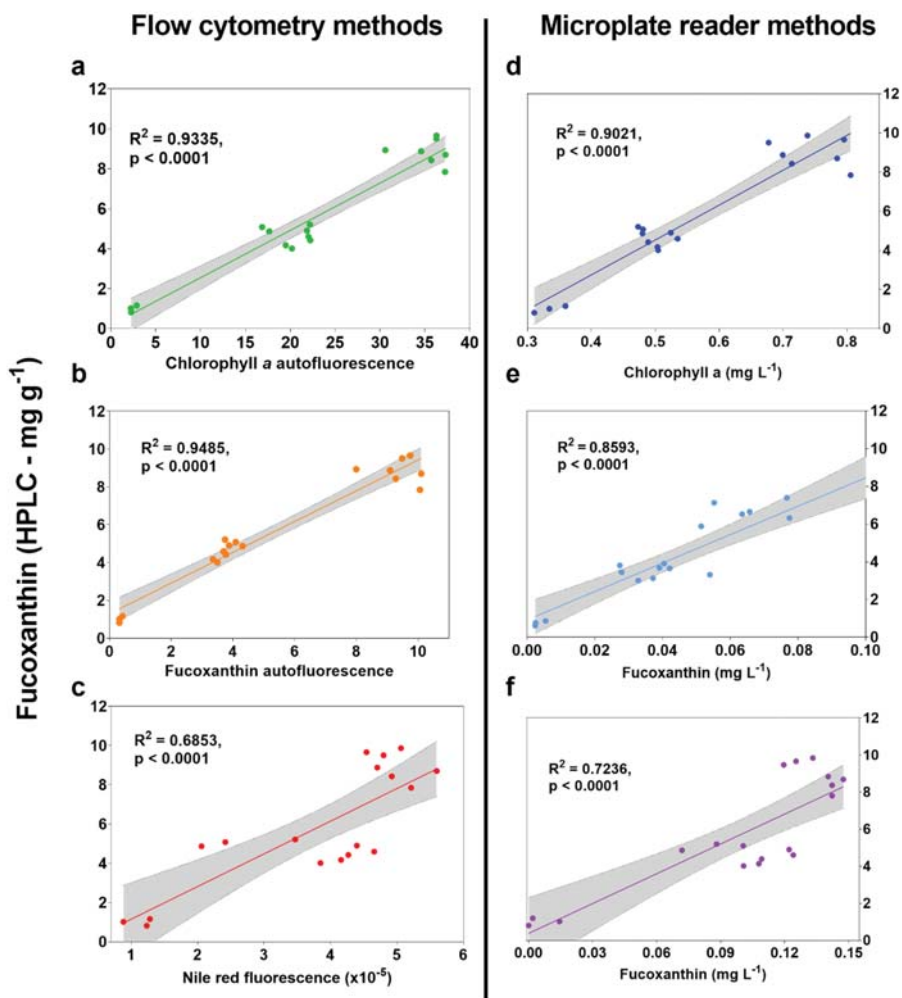 Flow cytometry methods
Microplate reader methods
Fucoxanthin (HPLC - mg g-1)
a
12
10
8
6
4
2
0
R2 = 0.9335,
p < 0.0001
0 5 10 15 20 25 30 35 40
Chlorophyll a autofluorescence
b
12
10
8
6
4
2
0
R2 = 0.9485,
p < 0.0001
0 2 4 6 8 10
Fucoxanthin autofluorescence
c
12
10
8
6
4
2
0
R2 = 0.6853,
p < 0.0001
1 2 3 4 5 6
Nile red fluorescence (x10-5)
d
12
10
8
6
4
2
0
R2 = 0.9021,
p < 0.0001
0.3 0.4 0.5 0.6 0.7 0.8
Chlorophyll a (mg L-1)
e
12
10
8
6
4
2
0
R2 = 0.8593,
p < 0.0001
0.00 0.02 0.04 0.06 0.08 0.10
Fucoxanthin (mg L-1)
f
12
10
8
6
4
2
0
R2 = 0.7236,
p < 0.0001
0.00 0.03 0.06 0.09 0.12 0.15
Fucoxanthin (mg L-1)